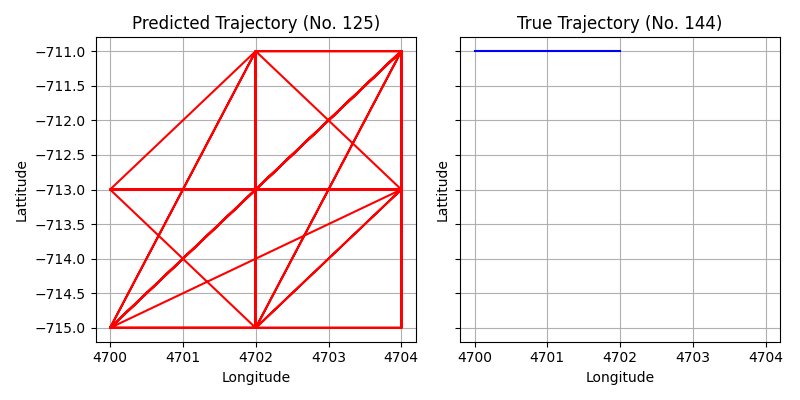 Predicted Trajectory (No. 125)
True Trajectory (No. 144)
Lattitude
−711.0
−711.5
−712.0
−712.5
−713.0
−713.5
−714.0
−714.5
−715.0
4700 4701 4702 4703 4704
Longitude
Lattitude
4700 4701 4702 4703 4704
Longitude